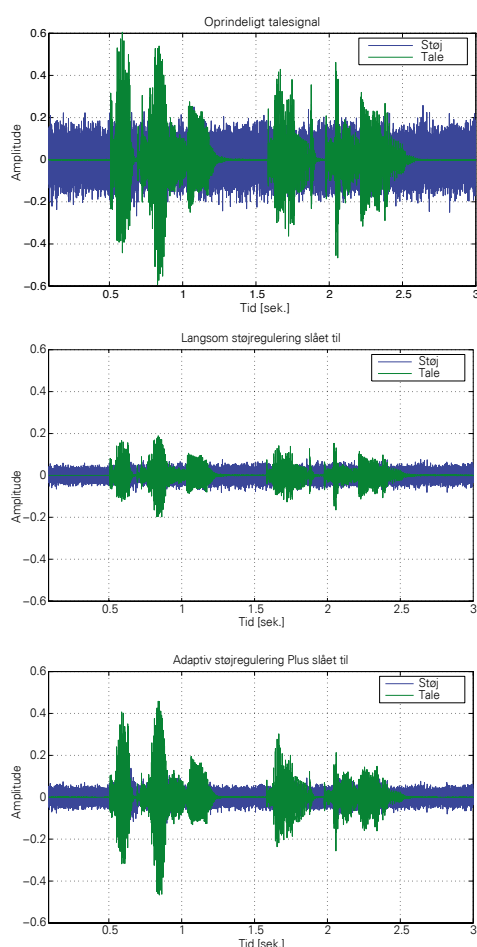 Oprindeligt talesignal
0.6
0.4
0.2
0
−0.2
−0.4
−0.6
Amplitude
Støj
Tale
0.5
1
1.5
2
2.5
3
Tid [sek.]
Langsom støjregulering slået til
0.6
0.4
0.2
0
−0.2
−0.4
−0.6
Amplitude
Støj
Tale
0.5
1
1.5
2
2.5
3
Tid [sek.]
Adaptiv støjregulering Plus slået til
0.6
0.4
0.2
0
−0.2
−0.4
−0.6
Amplitude
Støj
Tale
0.5
1
1.5
2
2.5
3
Tid [sek.]